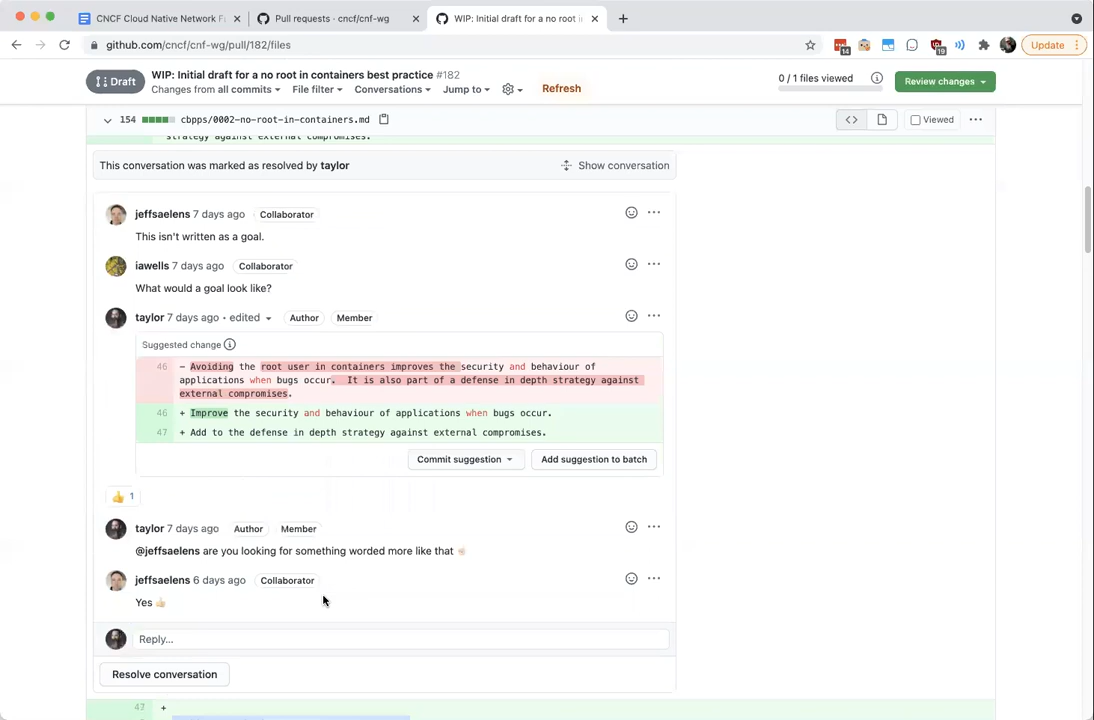 CNCF Cloud Native Network F
Pull requests · cncf/cnf-wg
WIP: Initial draft for a no root i
github.com/cncf/cnf-wg/pull/182/files
14
19
Update
Draft
WIP: Initial draft for a no root in containers best practice #182
Changes from all commits
File filter
Conversations
Jump to
Refresh
0 / 1 files viewed
Review changes
154
cbpps/0002-no-root-in-containers.md
Viewed
strategy against external compromises.
This conversation was marked as resolved by taylor
Show conversation
jeffsaelens 7 days ago Collaborator
This isn't written as a goal.
iawells 7 days ago Collaborator
What would a goal look like?
taylor 7 days ago • edited Author Member
Suggested change
46 - Avoiding the root user in containers improves the security and behaviour of
applications when bugs occur. It is also part of a defense in depth strategy against
external compromises.
46 + Improve the security and behaviour of applications when bugs occur.
47 + Add to the defense in depth strategy against external compromises.
Commit suggestion
Add suggestion to batch
1
taylor 7 days ago Author Member
@jeffsaelens are you looking for something worded more like that
jeffsaelens 6 days ago Collaborator
Yes
Reply...
Resolve conversation
47 +